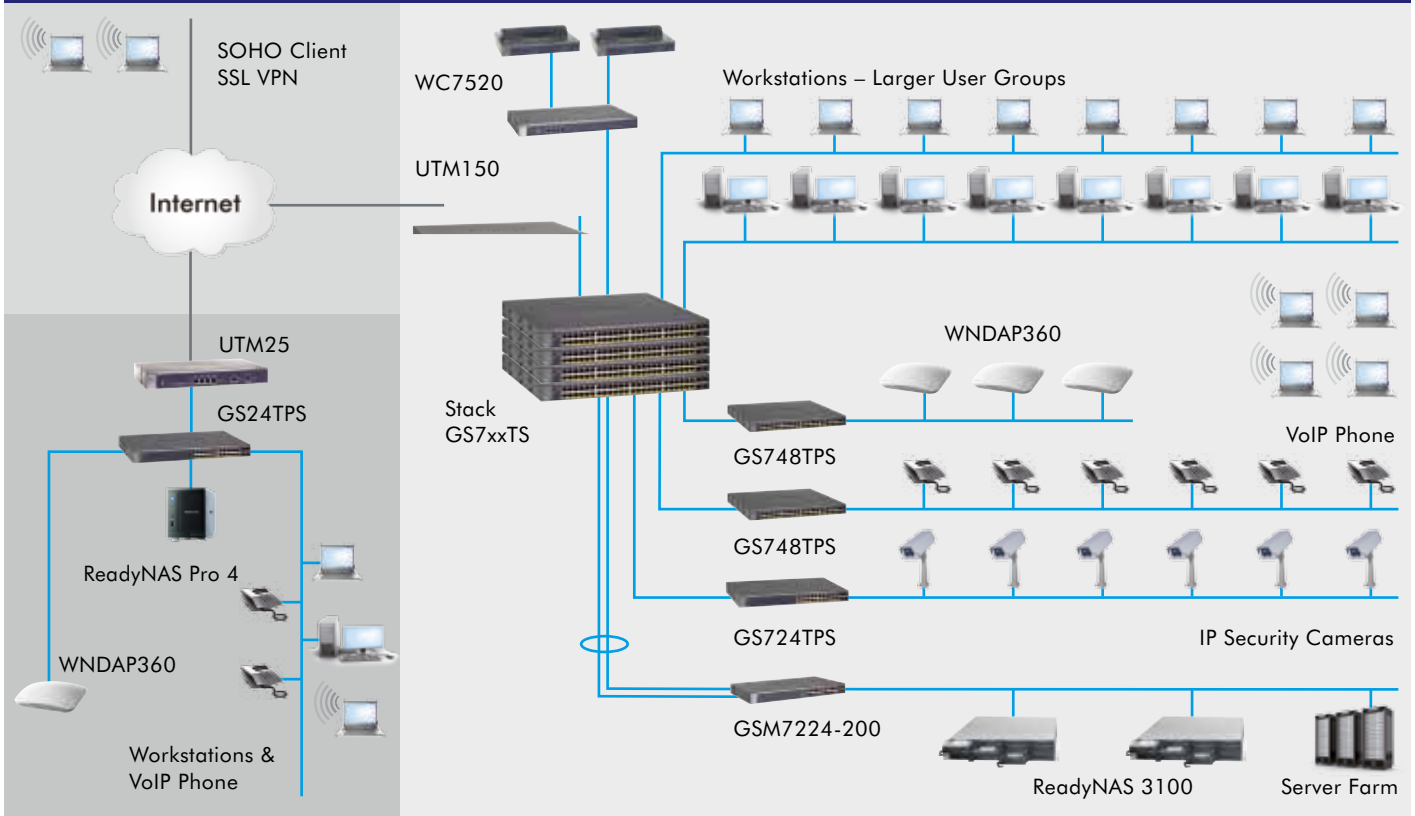 SOHO Client
SSL VPN
WC7520
Workstations – Larger User Groups
UTM150
Internet
UTM25
WNDAP360
GS24TPS
Stack
GS7xxTS
VoIP Phone
GS748TPS
GS748TPS
ReadyNAS Pro 4
GS724TPS
IP Security Cameras
WNDAP360
GSM7224-200
Workstations &
VoIP Phone
ReadyNAS 3100
Server Farm